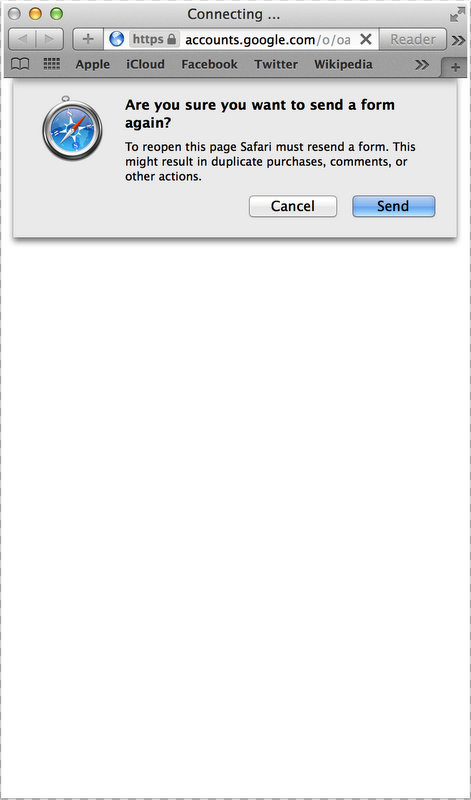 Connecting ...
https accounts.google.com/o/oa Reader
Apple iCloud Facebook Twitter Wikipedia
Are you sure you want to send a form
again?
To reopen this page Safari must resend a form. This
might result in duplicate purchases, comments, or
other actions.
Cancel Send